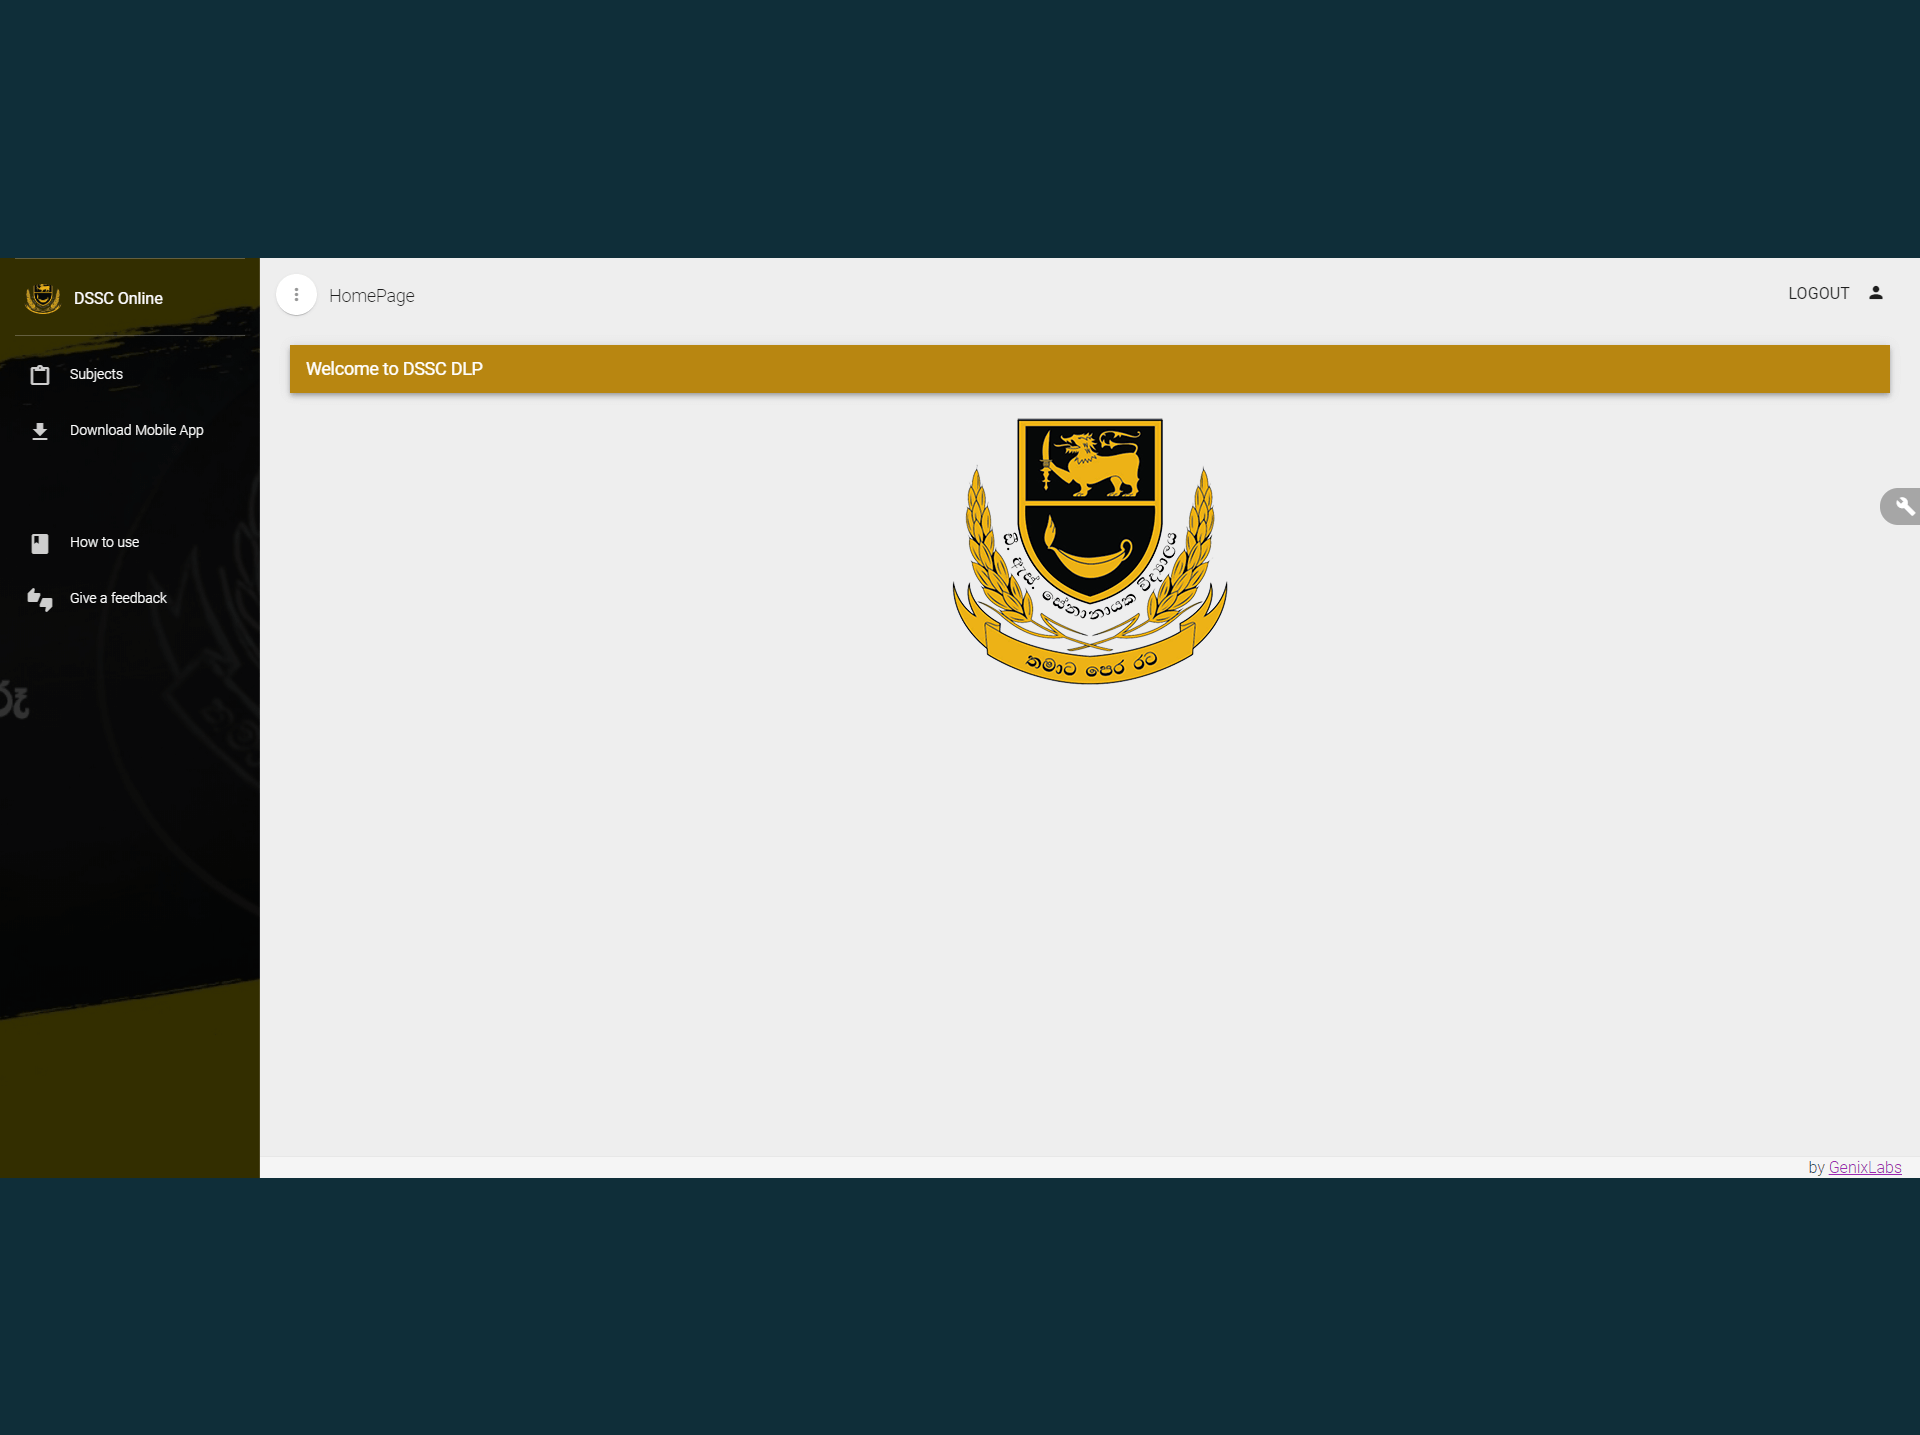 DSSC Online
HomePage
LOGOUT
Subjects
Download Mobile App
How to use
Give a feedback
රු
Welcome to DSSC DLP
ඩී. ඇස්. සේනානායක විද්‍යාලය
තමාට පෙර රට
by GenixLabs